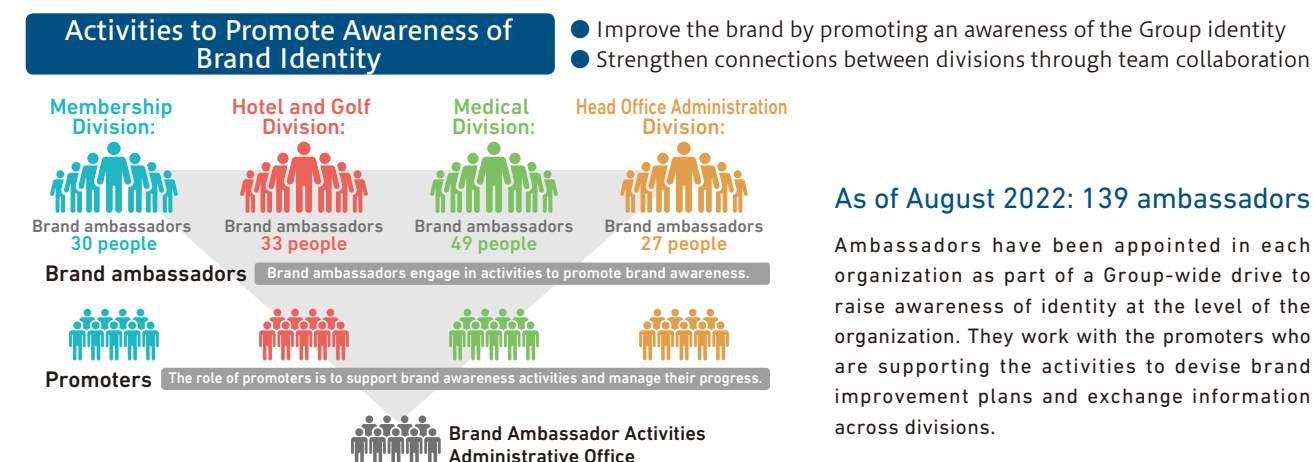 Activities to Promote Awareness of
Brand Identity
● Improve the brand by promoting an awareness of the Group identity
● Strengthen connections between divisions through team collaboration
Membership
Division:
Hotel and Golf
Division:
Medical
Division:
Head Office Administration
Division:
Brand ambassadors
30 people
Brand ambassadors
33 people
Brand ambassadors
49 people
Brand ambassadors
27 people
Brand ambassadors
Brand ambassadors engage in activities to promote brand awareness.
Promoters
The role of promoters is to support brand awareness activities and manage their progress.
Brand Ambassador Activities
Administrative Office
As of August 2022: 139 ambassadors
Ambassadors have been appointed in each
organization as part of a Group-wide drive to
raise awareness of identity at the level of the
organization. They work with the promoters who
are supporting the activities to devise brand
improvement plans and exchange information
across divisions.